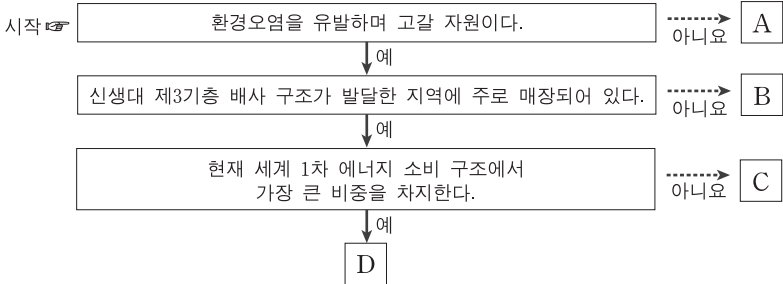 시작☞ 환경오염을 유발하며 고갈 자원이다. 아니요 A
예
신생대 제3기층 배사 구조가 발달한 지역에 주로 매장되어 있다. 아니요 B
예
현재 세계 1차 에너지 소비 구조에서
가장 큰 비중을 차지한다. 아니요 C
예
D